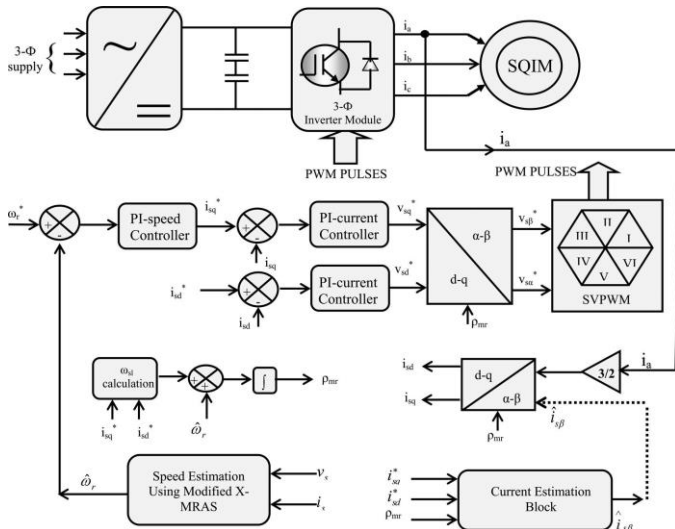 3-Φ
supply
3-Φ
Inverter Module
i_a
i_b
i_c
SQIM
i_a
PWM PULSES
PWM PULSES
ω_r*
+
-
PI-speed
Controller
i_sq*
+
-
i_sq
PI-current
Controller
v_sq*
i_sd*
+
-
i_sd
PI-current
Controller
v_sd*
α-β
d-q
ρ_mr
v_sβ*
v_sα*
I
II
III
IV
V
VI
SVPWM
ω_sl
calculation
i_sq*
i_sd*
+
+
ω̂_r
∫
ρ_mr
i_sd
i_sq
d-q
α-β
ρ_mr
3/2
i_a
î_sβ
ω̂_r
Speed Estimation
Using Modified X-
MRAS
v_s
i_s
i*_sq
i*_sd
ρ_mr
Current Estimation
Block
î_sβ